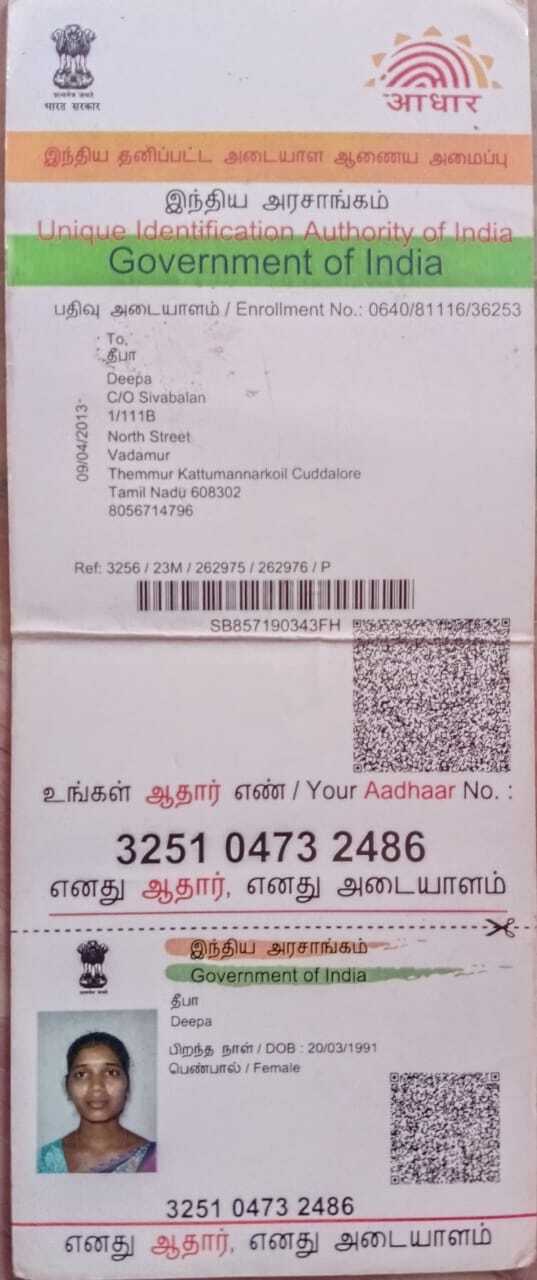 सत्यमेव जयते
भारत सरकार
आधार
இந்திய தனிப்பட்ட அடையாள ஆணைய அமைப்பு
இந்திய அரசாங்கம்
Unique Identification Authority of India
Government of India
பதிவு அடையாளம் / Enrollment No.: 0640/81116/36253
To,
தீபா
Deepa
C/O Sivabalan
1/111B
North Street
Vadamur
Themmur Kattumannarkoil Cuddalore
Tamil Nadu 608302
8056714796
09/04/2013
Ref: 3256 / 23M / 262975 / 262976 / P
SB857190343FH
உங்கள் ஆதார் எண் / Your Aadhaar No. :
3251 0473 2486
எனது ஆதார், எனது அடையாளம்
இந்திய அரசாங்கம்
Government of India
தீபா
Deepa
பிறந்த நாள் / DOB : 20/03/1991
பெண்பால் / Female
3251 0473 2486
எனது ஆதார், எனது அடையாளம்